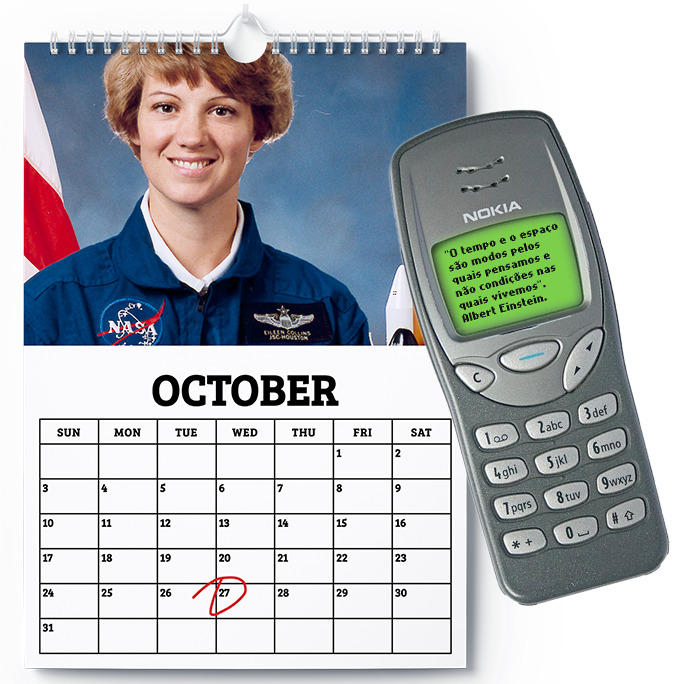 NASA
EILEEN COLLINS
JSC-HOUSTON
OCTOBER
SUN MON TUE WED THU FRI SAT
1 2
3 4 5 6 7 8 9
10 11 12 13 14 15 16
17 18 19 20 21 22 23
24 25 26 27 28 29 30
31
NOKIA
"O tempo e o espaço
são modos pelos
quais pensamos e
não condições nas
quais vivemos".
Albert Einstein.
C
1 2abc 3def
4ghi 5jkl 6mno
7pqrs 8tuv 9wxyz
* + 0 #